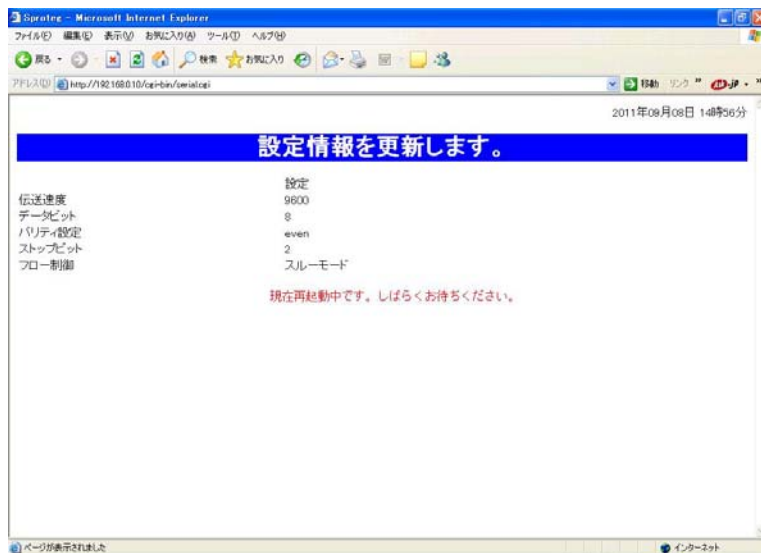 Sproteg - Microsoft Internet Explorer
ファイル(F) 編集(E) 表示(V) お気に入り(A) ツール(T) ヘルプ(H)
戻る 検索 お気に入り
アドレス(D) http://192.168.0.10/cgi-bin/serial.cgi 移動 リンク »
2011年09月08日 14時56分
設定情報を更新します。
設定
伝送速度 9600
データビット 8
パリティ設定 even
ストップビット 2
フロー制御 スルーモード
現在再起動中です。しばらくお待ちください。
ページが表示されました インターネット